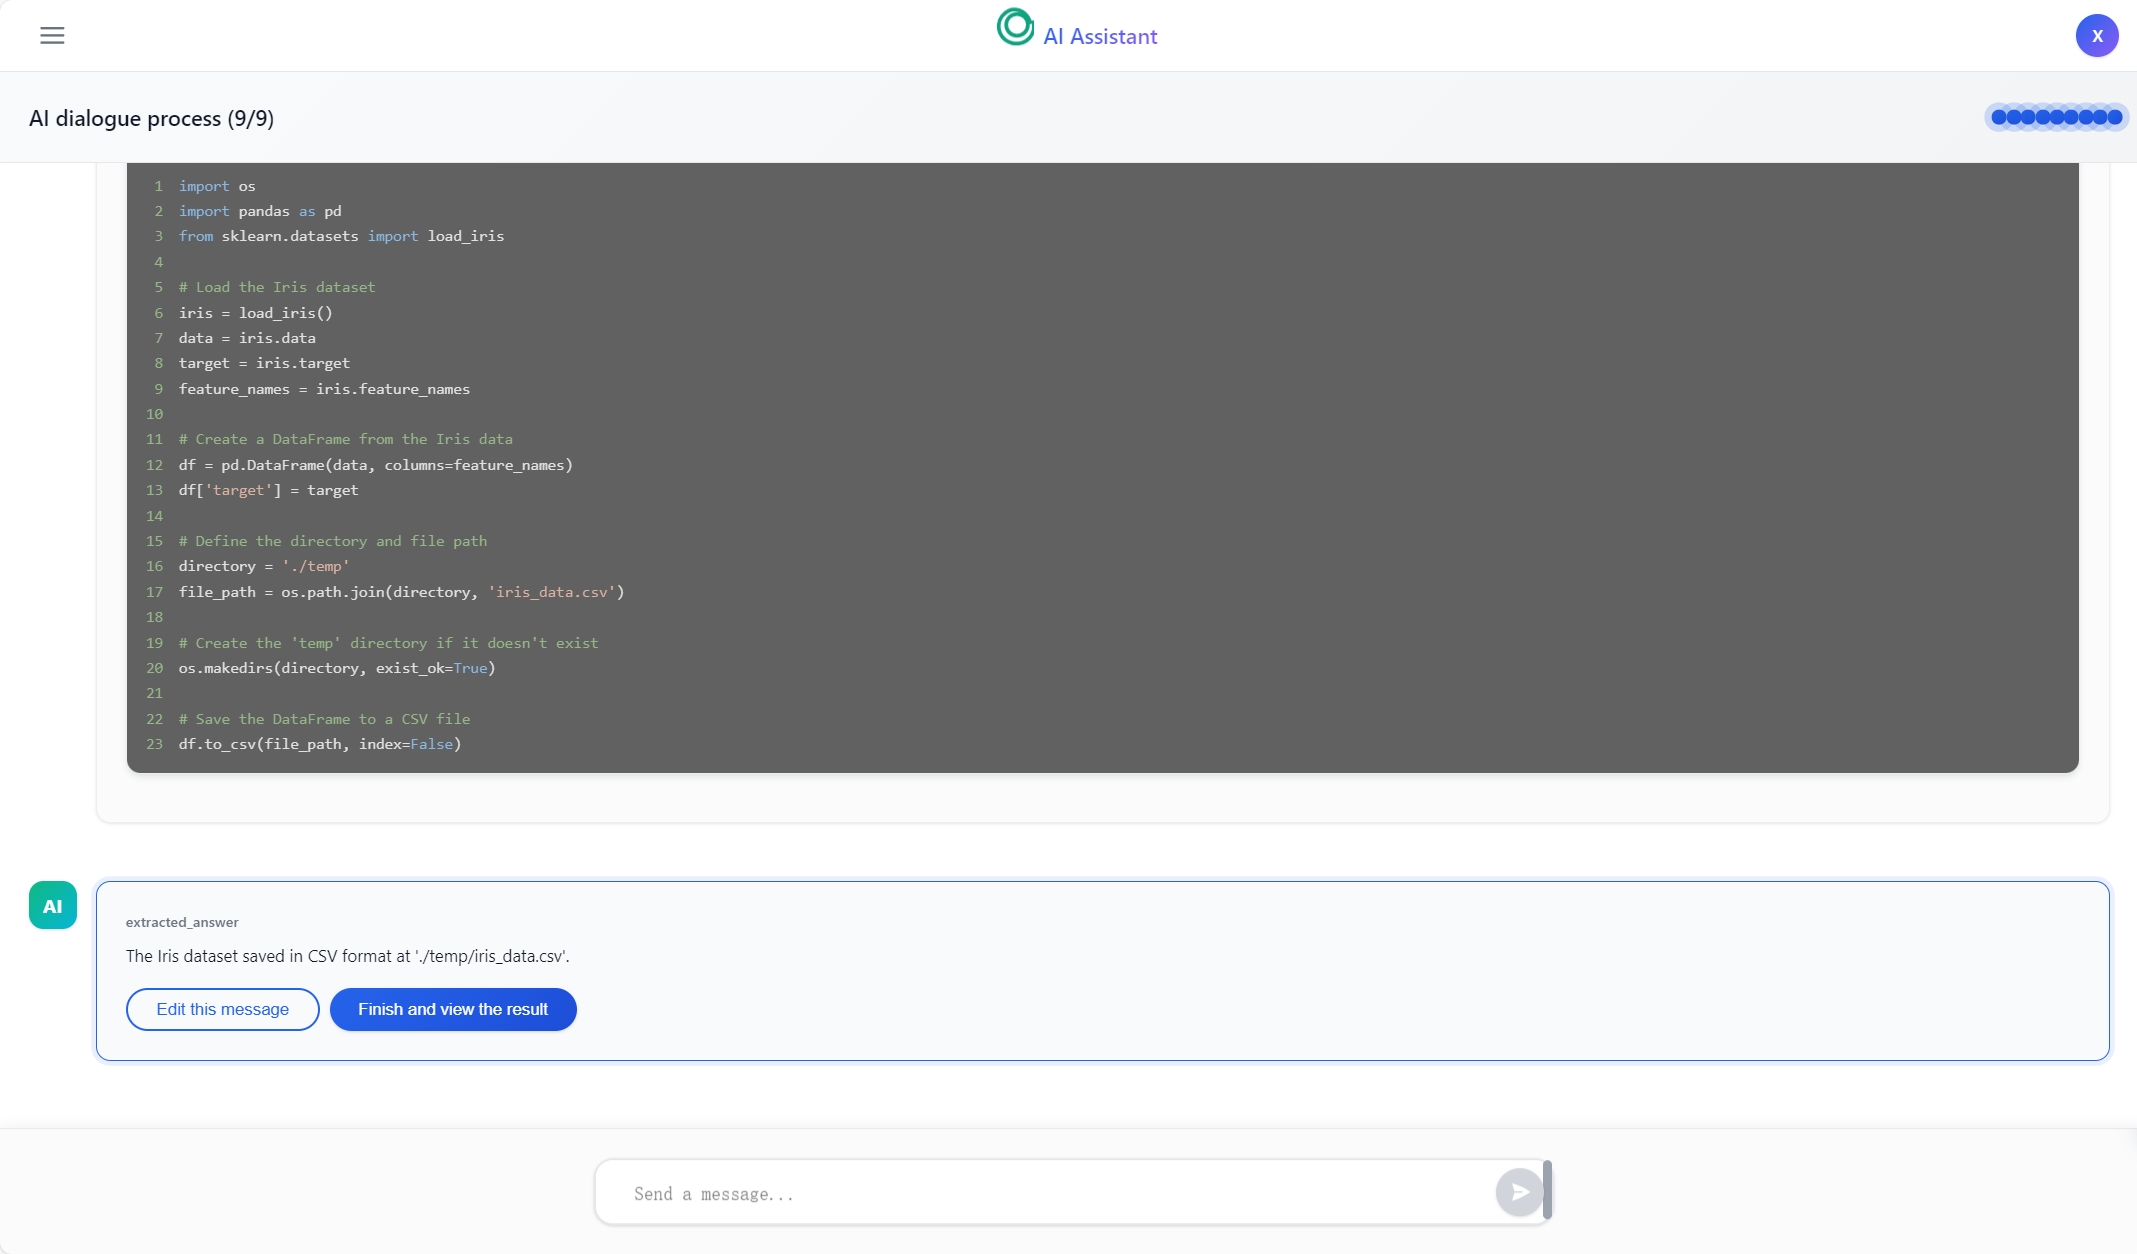 AI Assistant
X
AI dialogue process (9/9)
1 import os
2 import pandas as pd
3 from sklearn.datasets import load_iris
4
5 # Load the Iris dataset
6 iris = load_iris()
7 data = iris.data
8 target = iris.target
9 feature_names = iris.feature_names
10
11 # Create a DataFrame from the Iris data
12 df = pd.DataFrame(data, columns=feature_names)
13 df['target'] = target
14
15 # Define the directory and file path
16 directory = './temp'
17 file_path = os.path.join(directory, 'iris_data.csv')
18
19 # Create the 'temp' directory if it doesn't exist
20 os.makedirs(directory, exist_ok=True)
21
22 # Save the DataFrame to a CSV file
23 df.to_csv(file_path, index=False)
AI
extracted_answer
The Iris dataset saved in CSV format at './temp/iris_data.csv'.
Edit this message
Finish and view the result
Send a message...